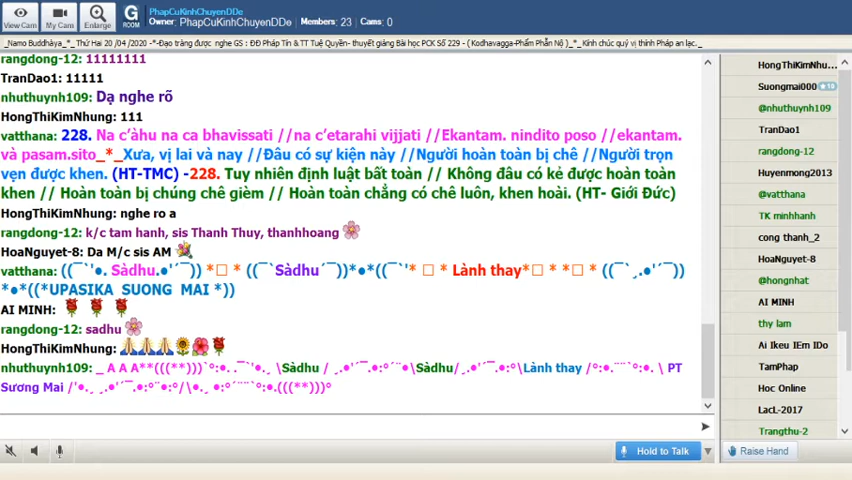 View Cam
My Cam
Enlarge
G
ROOM
PhapCuKinhChuyenDDe
Owner: PhapCuKinhChuyenDDe Members: 23 Cams: 0
_Namo Buddhàya_*_ Thứ Hai 20 /04 /2020 -*-Đạo tràng được nghe GS : ĐĐ Pháp Tín & TT Tuệ Quyền- thuyết giảng Bài học PCK Số 229 - ( Kodhavagga-Phẩm Phẫn Nộ )_*_ Kính chúc quý vị thính Pháp an lạc._
rangdong-12: 11111111
TranDao1: 11111
nhuthuynh109: Dạ nghe rõ
HongThiKimNhung: 111
vatthana: 228. Na c'àhu na ca bhavissati //na c'etarahi vijjati //Ekantam. nindito poso //ekantam.
và pasam.sito_*_Xưa, vị lai và nay //Đâu có sự kiện này //Người hoàn toàn bị chê //Người trọn
vẹn được khen. (HT-TMC) -228. Tuy nhiên định luật bất toàn // Không đâu có kẻ được hoàn toàn
khen // Hoàn toàn bị chúng chê gièm // Hoàn toàn chẳng có chê luôn, khen hoài. (HT- Giới Đức)
HongThiKimNhung: nghe ro a
rangdong-12: k/c tam hanh, sis Thanh Thuy, thanhhoang
HoaNguyet-8: Da M/c sis AM
vatthana: ((¯`'•. Sàdhu.•'´¯)) *□ * ((¯`Sàdhu´¯))*•*((¯`'* □ * Lành thay*□ * *□ * ((¯`¸.•'´¯))
*•*((*UPASIKA SUONG MAI *))
AI MINH:
rangdong-12: sadhu
HongThiKimNhung:
nhuthuynh109: _ A A A**(((**)))`°:•. .¯`'•.¸ \Sàdhu / ¸.•'´¯.•:°´¨•\Sàdhu/¸.•'´¯.•:°\Lành thay /°:•.¨¨`°:•. \ PT
Sương Mai /'•.¸ ¸.•'´¯.•:°¨•:°/\•.¸. •:°´¨¨`°:•.(((**)))°
Hold to Talk
HongThiKimNhu...
Suongmai000 ★10
@nhuthuynh109
TranDao1
rangdong-12
Huyenmong2013
@vatthana
TK minhhanh
cong thanh_2
HoaNguyet-8
@hongnhat
AI MINH
thy lam
Ai Ikeu IEm IDo
TamPhap
Hoc Online
LacL-2017
Trangthu-2
Raise Hand